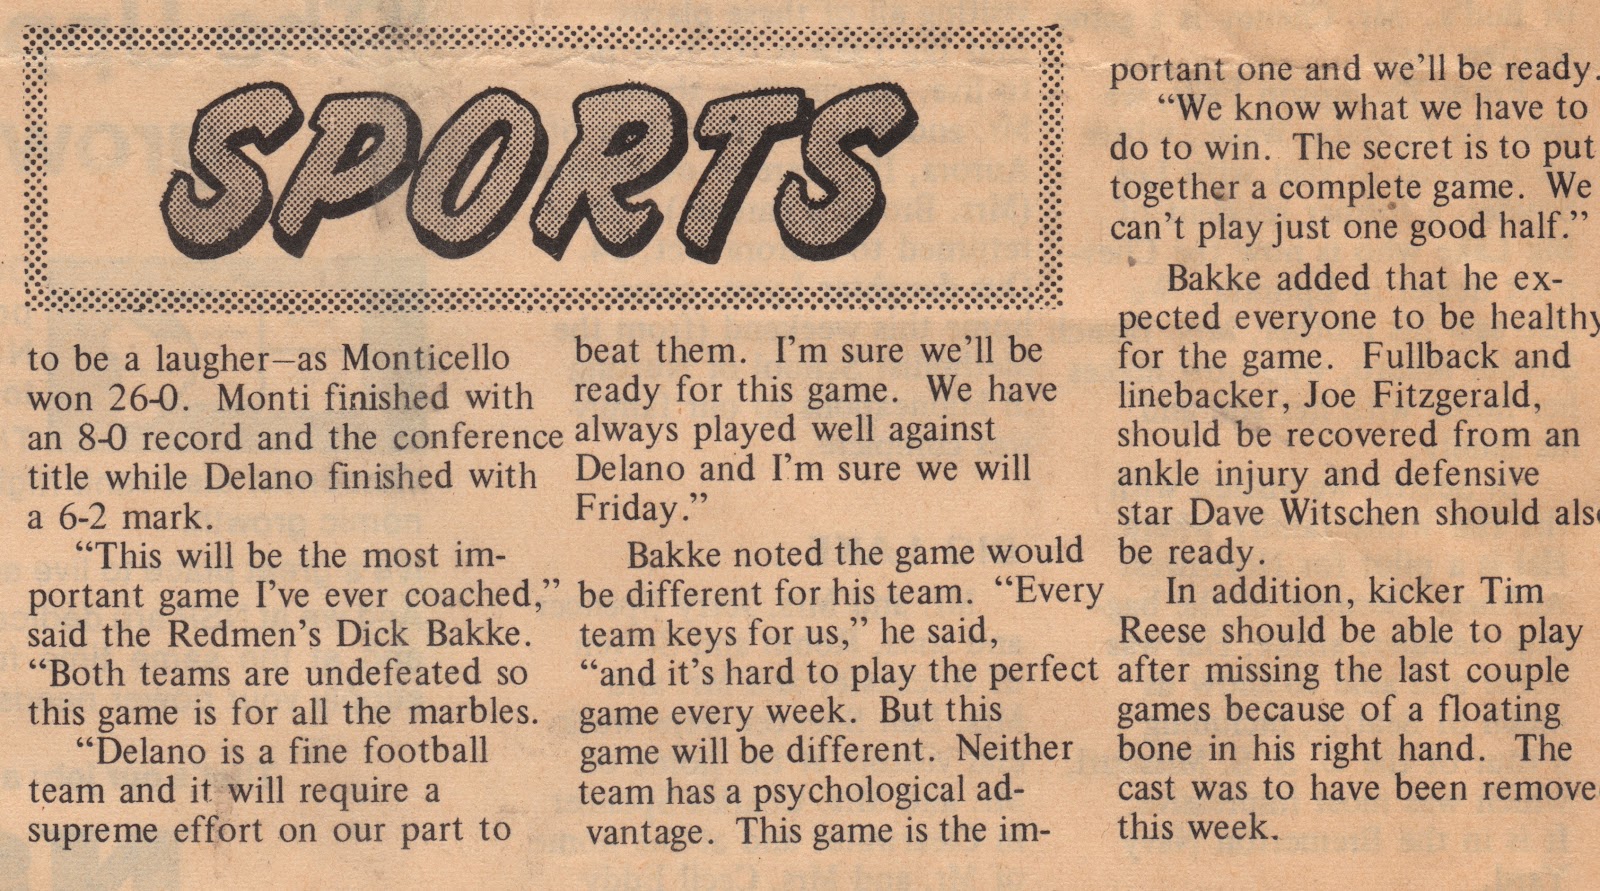 SPORTS
to be a laugher—as Monticello
won 26-0. Monti finished with
an 8-0 record and the conference
title while Delano finished with
a 6-2 mark.
“This will be the most im-
portant game I've ever coached,”
said the Redmen's Dick Bakke.
“Both teams are undefeated so
this game is for all the marbles.
“Delano is a fine football
team and it will require a
supreme effort on our part to
beat them. I'm sure we'll be
ready for this game. We have
always played well against
Delano and I'm sure we will
Friday.”
Bakke noted the game would
be different for his team. “Every
team keys for us,” he said,
“and it's hard to play the perfect
game every week. But this
game will be different. Neither
team has a psychological ad-
vantage. This game is the im-
portant one and we'll be ready.
“We know what we have to
do to win. The secret is to put
together a complete game. We
can't play just one good half.”
Bakke added that he ex-
pected everyone to be healthy
for the game. Fullback and
linebacker, Joe Fitzgerald,
should be recovered from an
ankle injury and defensive
star Dave Witschen should als
be ready.
In addition, kicker Tim
Reese should be able to play
after missing the last couple
games because of a floating
bone in his right hand. The
cast was to have been remove
this week.